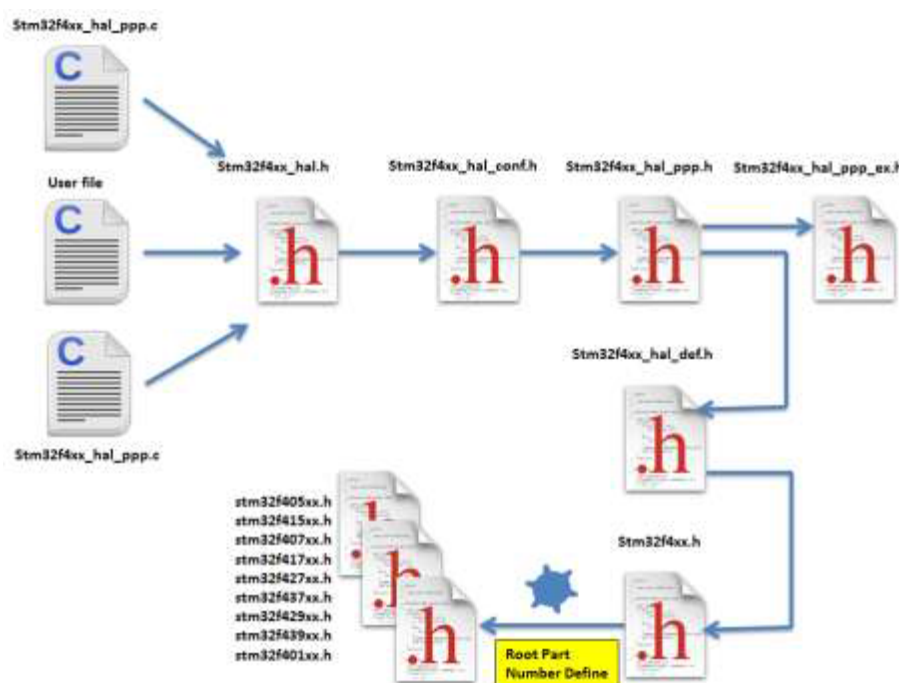 Stm32f4xx_hal_ppp.c
C
User file
C
C
Stm32f4xx_hal_ppp.c
Stm32f4xx_hal.h
.h
Stm32f4xx_hal_conf.h
.h
Stm32f4xx_hal_ppp.h
.h
Stm32f4xx_hal_ppp_ex.h
.h
Stm32f4xx_hal_def.h
.h
Stm32f4xx.h
.h
Root Part
Number Define
stm32f405xx.h
stm32f415xx.h
stm32f407xx.h
stm32f417xx.h
stm32f427xx.h
stm32f437xx.h
stm32f429xx.h
stm32f439xx.h
stm32f401xx.h
.h
.h